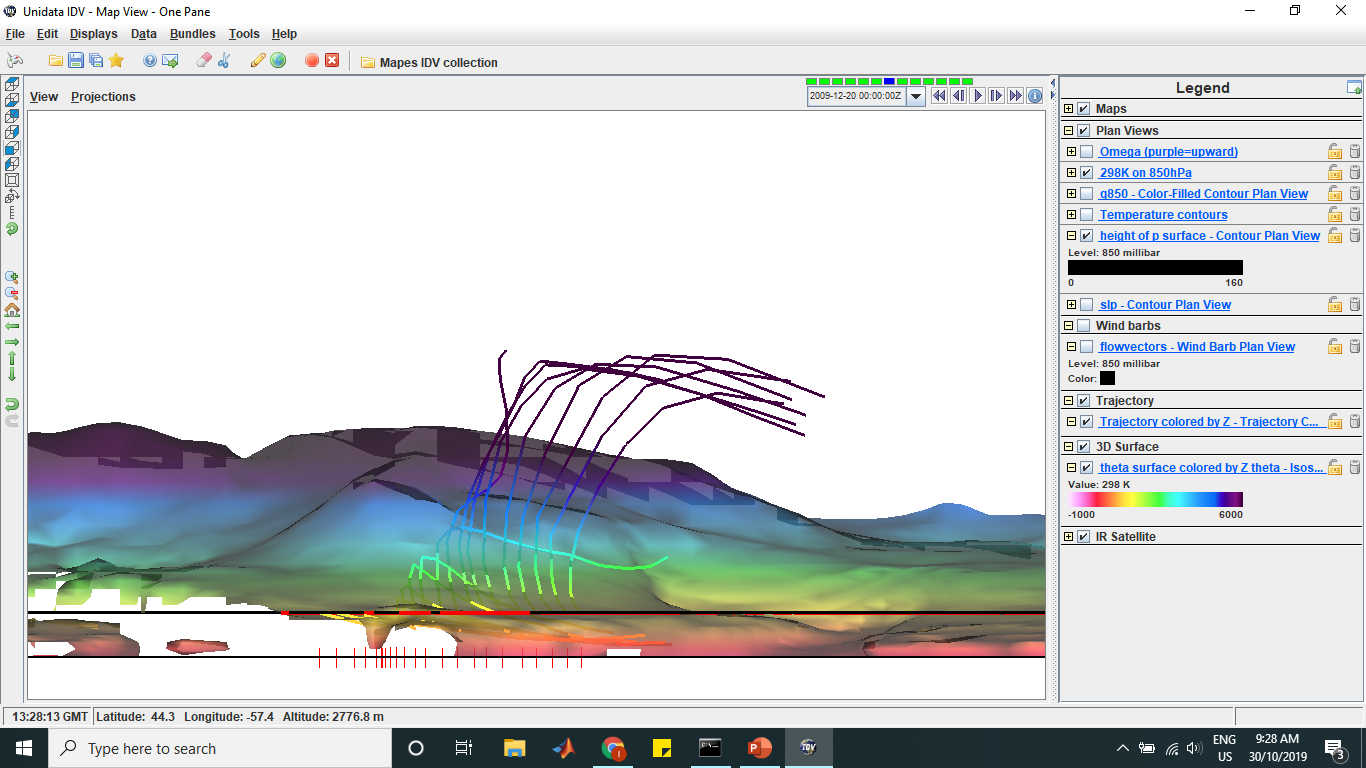 Unidata IDV - Map View - One Pane
File Edit Displays Data Bundles Tools Help
Mapes IDV collection
View Projections
2009-12-20 00:00:00Z
Legend
Maps
Plan Views
Omega (purple=upward)
298K on 850hPa
q850 - Color-Filled Contour Plan View
Temperature contours
height of p surface - Contour Plan View
Level: 850 millibar
0 160
slp - Contour Plan View
Wind barbs
flowvectors - Wind Barb Plan View
Level: 850 millibar
Color:
Trajectory
Trajectory colored by Z - Trajectory C...
3D Surface
theta surface colored by Z theta - Isos...
Value: 298 K
-1000 6000
IR Satellite
13:28:13 GMT Latitude: 44.3 Longitude: -57.4 Altitude: 2776.8 m
Type here to search
ENG
US
9:28 AM
30/10/2019
3